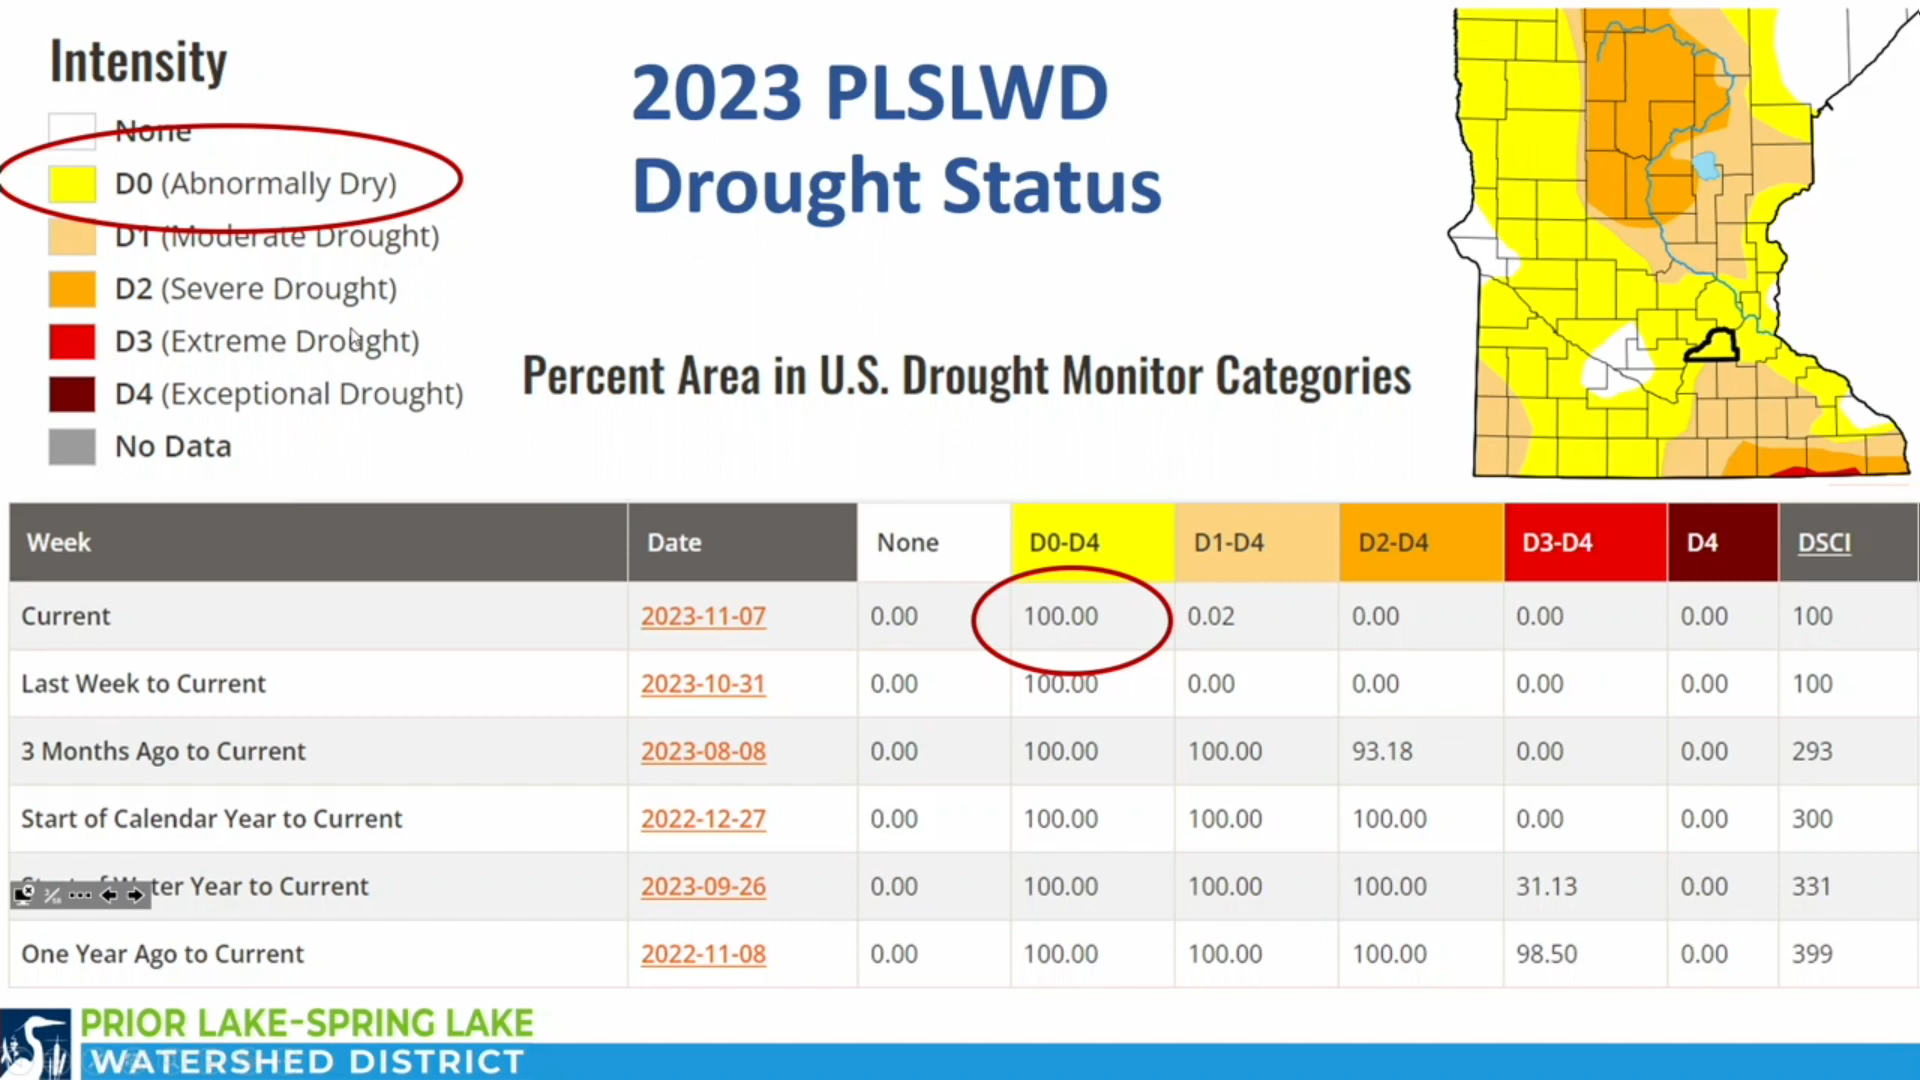 Intensity
None
D0 (Abnormally Dry)
D1 (Moderate Drought)
D2 (Severe Drought)
D3 (Extreme Drought)
D4 (Exceptional Drought)
No Data
2023 PLSLWD
Drought Status
Percent Area in U.S. Drought Monitor Categories
Week Date None D0-D4 D1-D4 D2-D4 D3-D4 D4 DSCI
Current 2023-11-07 0.00 100.00 0.02 0.00 0.00 0.00 100
Last Week to Current 2023-10-31 0.00 100.00 0.00 0.00 0.00 0.00 100
3 Months Ago to Current 2023-08-08 0.00 100.00 100.00 93.18 0.00 0.00 293
Start of Calendar Year to Current 2022-12-27 0.00 100.00 100.00 100.00 0.00 0.00 300
Start of Water Year to Current 2023-09-26 0.00 100.00 100.00 100.00 31.13 0.00 331
One Year Ago to Current 2022-11-08 0.00 100.00 100.00 100.00 98.50 0.00 399
PRIOR LAKE-SPRING LAKE
WATERSHED DISTRICT